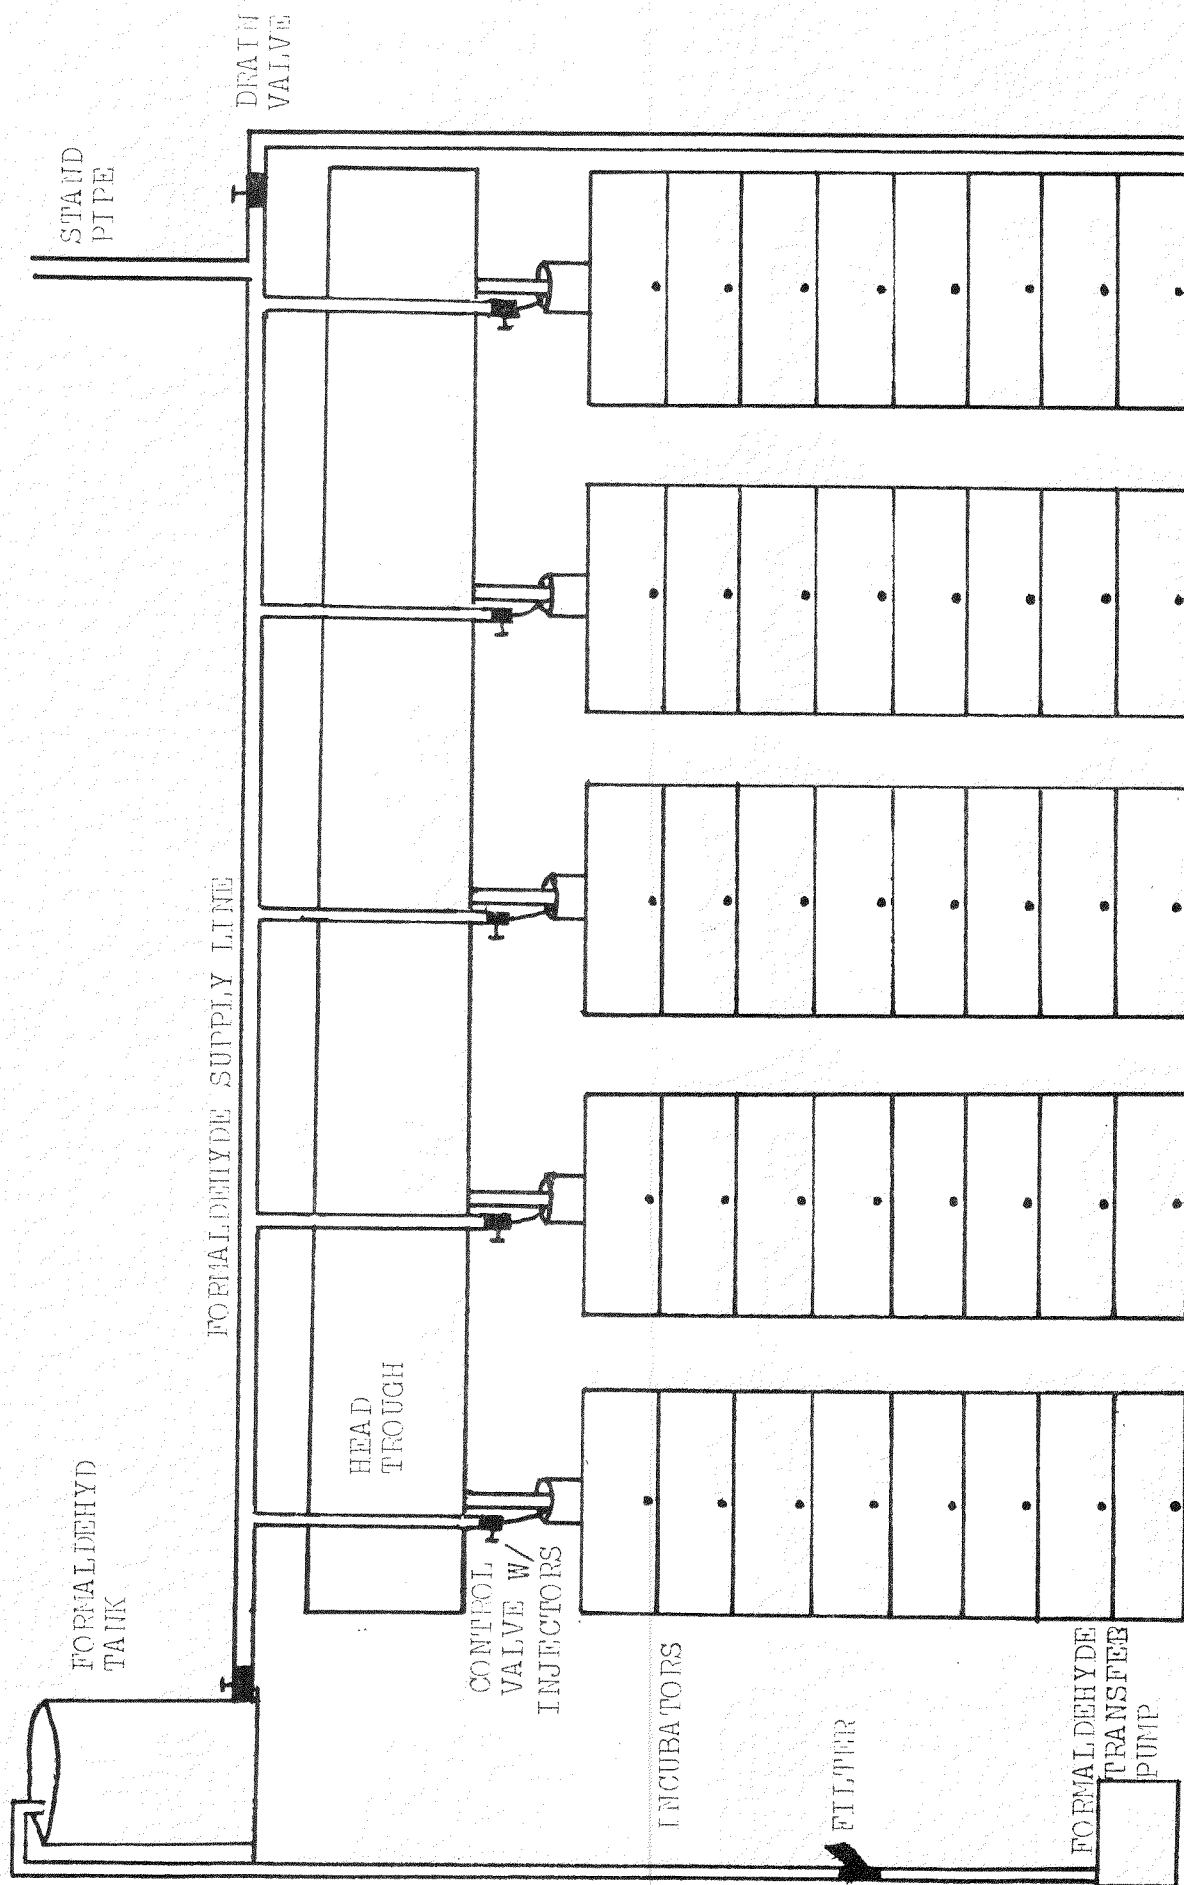 FORMALDEHYD
TANK
STAND
PIPE
DRAIN
VALVE
FORMALDEHYDE SUPPLY LINE
HEAD
TROUGH
CONTROL
VALVE W/
INJECTORS
INCUBATORS
FILTER
FORMALDEHYDE
TRANSFER
PUMP